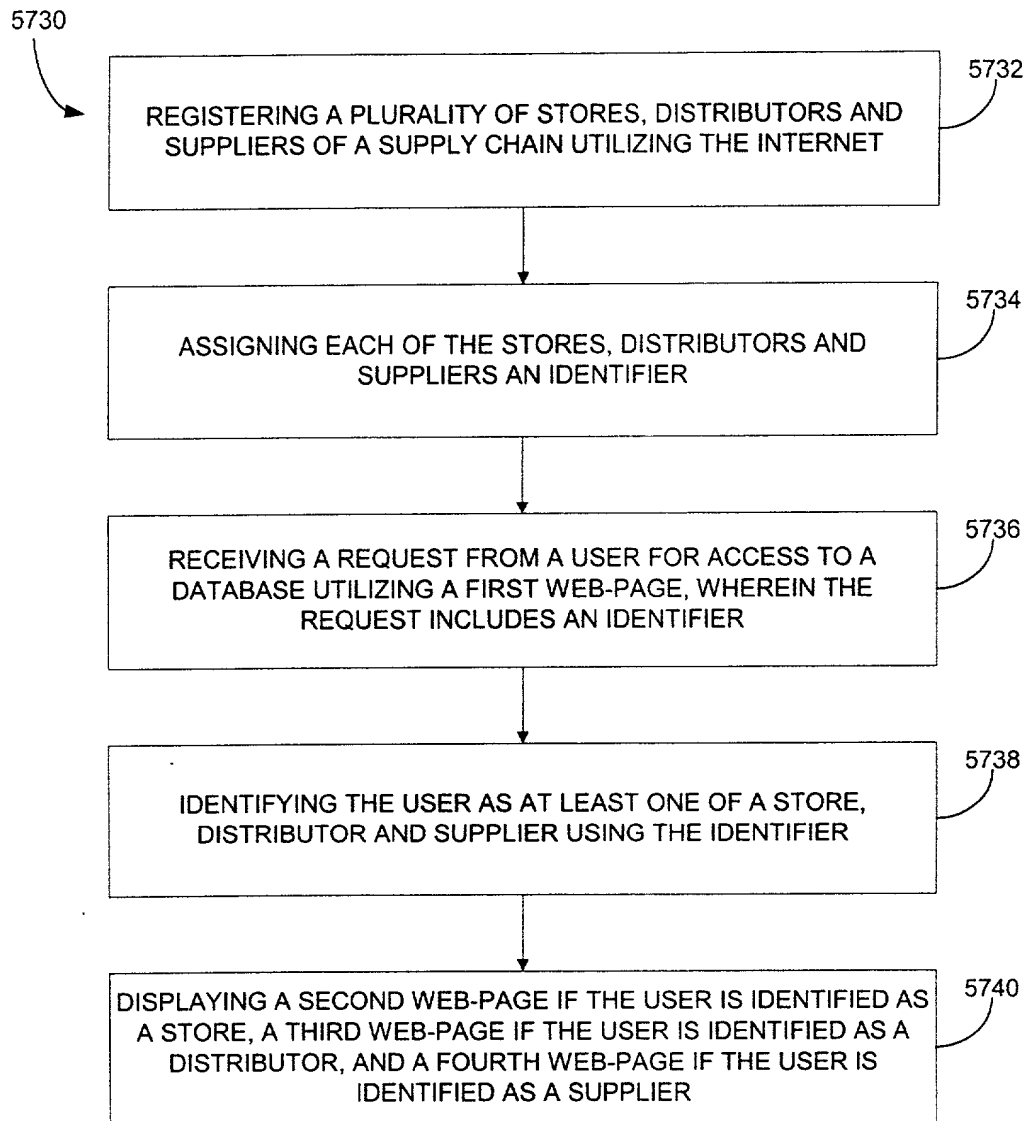 5730
5732
REGISTERING A PLURALITY OF STORES, DISTRIBUTORS AND
SUPPLIERS OF A SUPPLY CHAIN UTILIZING THE INTERNET
5734
ASSIGNING EACH OF THE STORES, DISTRIBUTORS AND
SUPPLIERS AN IDENTIFIER
5736
RECEIVING A REQUEST FROM A USER FOR ACCESS TO A
DATABASE UTILIZING A FIRST WEB-PAGE, WHEREIN THE
REQUEST INCLUDES AN IDENTIFIER
5738
IDENTIFYING THE USER AS AT LEAST ONE OF A STORE,
DISTRIBUTOR AND SUPPLIER USING THE IDENTIFIER
5740
DISPLAYING A SECOND WEB-PAGE IF THE USER IS IDENTIFIED AS
A STORE, A THIRD WEB-PAGE IF THE USER IS IDENTIFIED AS A
DISTRIBUTOR, AND A FOURTH WEB-PAGE IF THE USER IS
IDENTIFIED AS A SUPPLIER